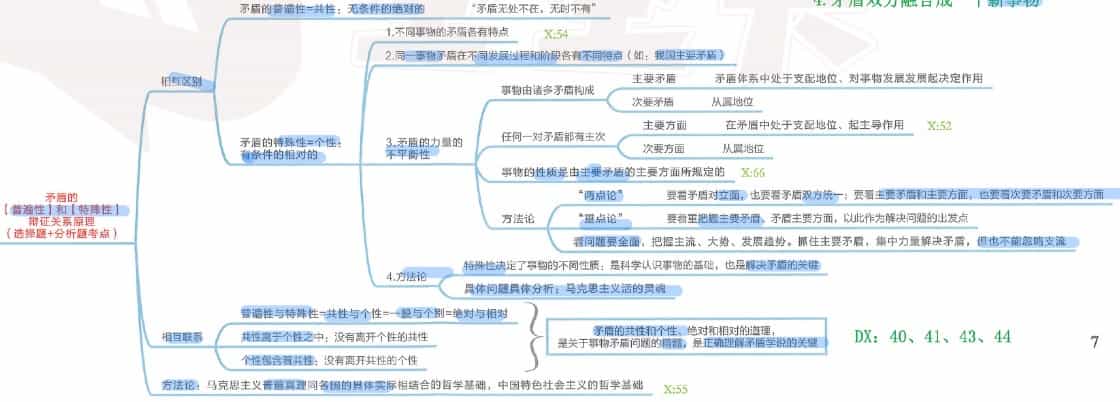 4.矛盾双方融合成一个新事物
矛盾的普遍性=共性；无条件的绝对的
“矛盾无处不在，无时不有”
相互区别
矛盾的特殊性=个性；
有条件的相对的
1.不同事物的矛盾各有特点
X:54
2.同一事物矛盾在不同发展过程和阶段各有不同特点（如：我国主要矛盾）
3.矛盾的力量的
不平衡性
事物由诸多矛盾构成
主要矛盾
矛盾体系中处于支配地位、对事物发展发展起决定作用
次要矛盾
从属地位
任何一对矛盾都有主次
主要方面
在矛盾中处于支配地位、起主导作用
X:52
次要方面
从属地位
事物的性质是由主要矛盾的主要方面所规定的
X:66
方法论
“两点论”
要看矛盾对立面，也要看矛盾双方统一；要看主要矛盾和主要方面，也要看次要矛盾和次要方面
“重点论”
要着重把握主要矛盾、矛盾主要方面，以此作为解决问题的出发点
看问题要全面，把握主流、大势、发展趋势。抓住主要矛盾，集中力量解决矛盾，但也不能忽略支流
4.方法论
特殊性决定了事物的不同性质；是科学认识事物的基础，也是解决矛盾的关键
具体问题具体分析；马克思主义活的灵魂
矛盾的
【普遍性】和【特殊性】
辩证关系原理
（选择题+分析题考点）
相互联系
普遍性与特殊性=共性与个性=一般与个别=绝对与相对
共性寓于个性之中；没有离开个性的共性
个性包含着共性；没有离开共性的个性
矛盾的共性和个性、绝对和相对的道理，
是关于事物矛盾问题的精髓，是正确理解矛盾学说的关键
DX：40、41、43、44
7
方法论：马克思主义普遍真理同各国的具体实际相结合的哲学基础，中国特色社会主义的哲学基础
X:55